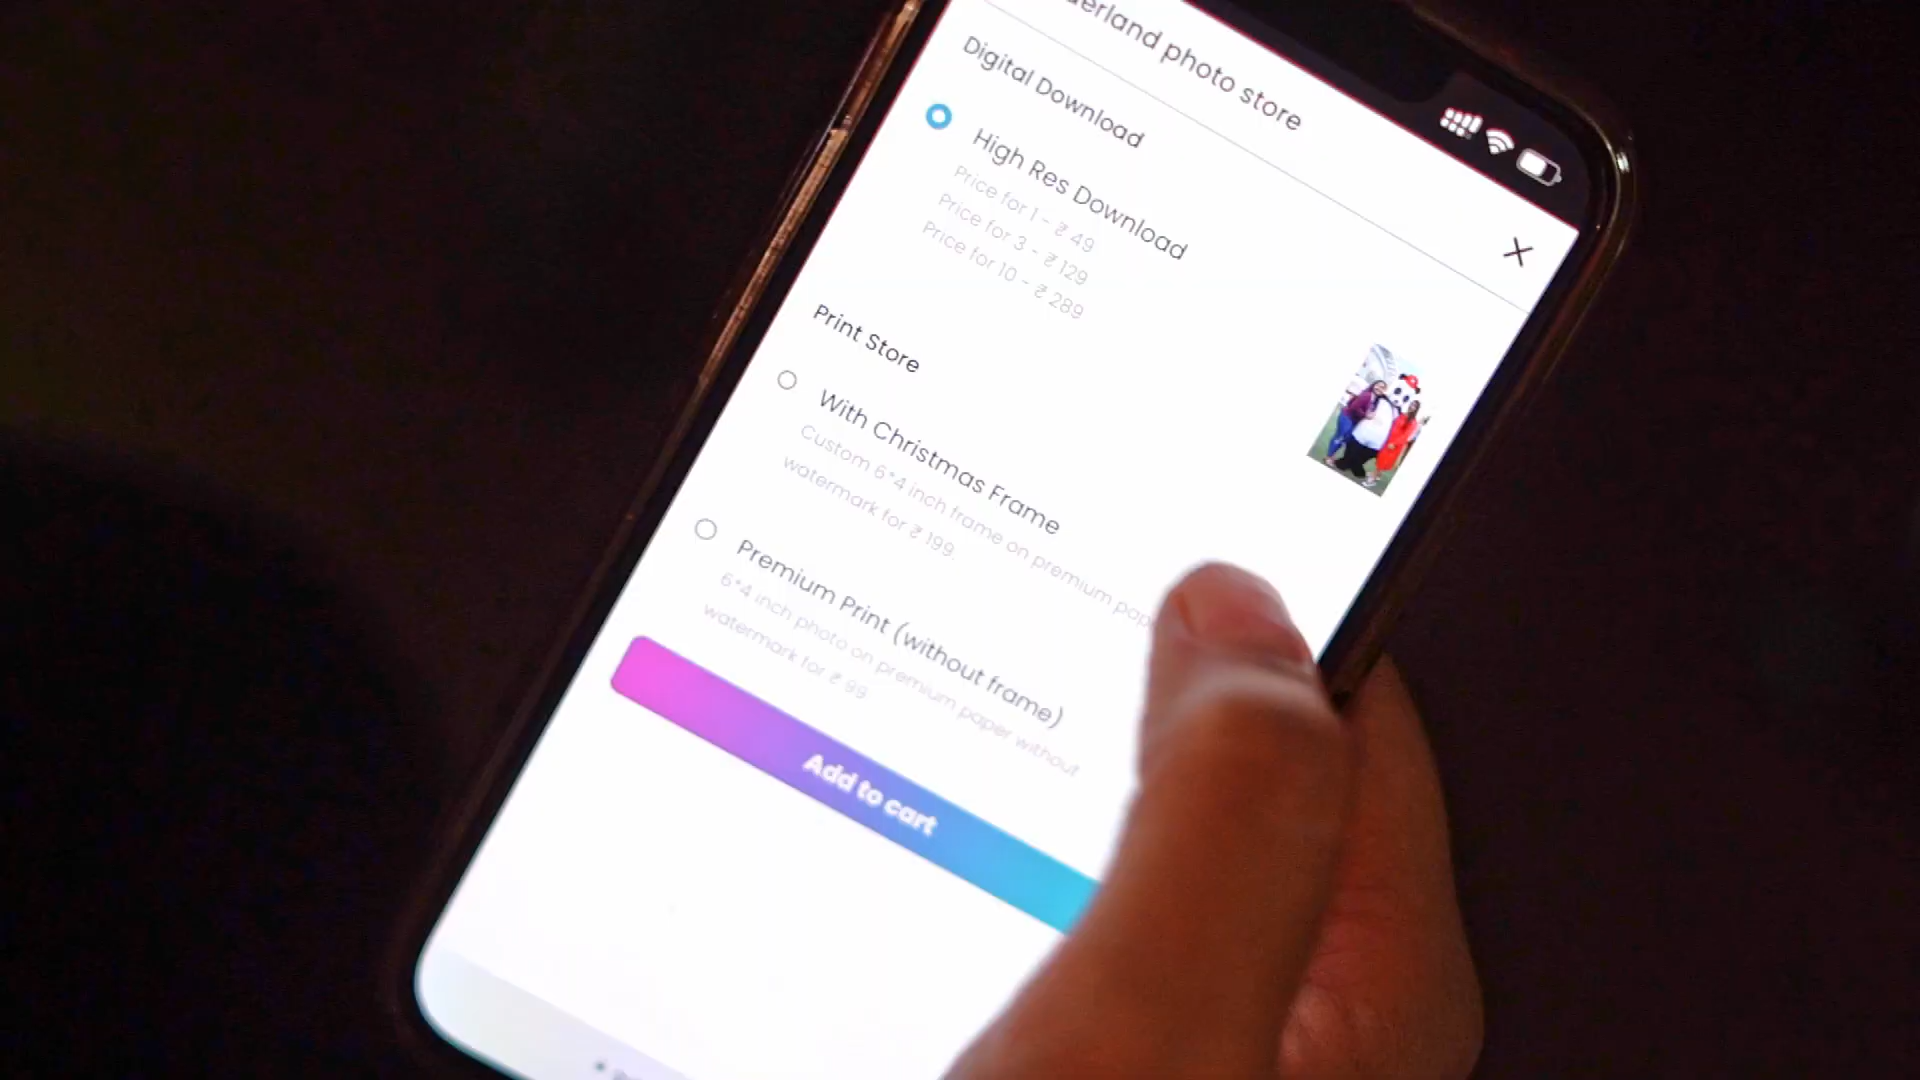 photo store
Digital Download
High Res Download
Price for 1 - ₹ 49
Price for 3 - ₹ 129
Price for 10 - ₹ 289
Print Store
With Christmas Frame
Custom 6*4 inch frame on premium
watermark for ₹ 199.
Premium Print (without frame)
6*4 inch photo on premium paper without
watermark for ₹ 99
Add to cart